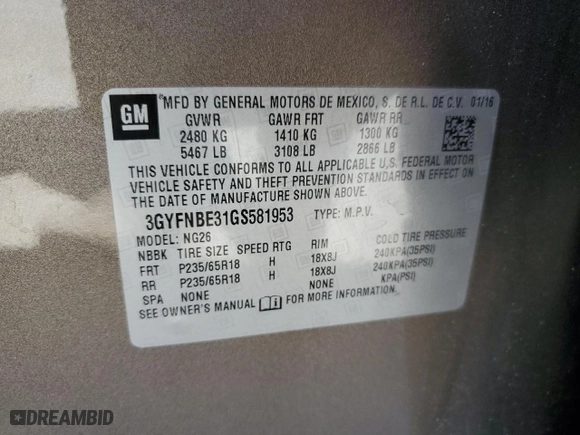 GM
MFD BY GENERAL MOTORS DE MEXICO, S. DE R.L. DE C.V. 01/16
GVWR GAWR FRT GAWR RR
2480 KG 1410 KG 1300 KG
5467 LB 3108 LB 2866 LB
THIS VEHICLE CONFORMS TO ALL APPLICABLE U.S. FEDERAL MOTOR
VEHICLE SAFETY AND THEFT PREVENTION STANDARDS IN EFFECT ON
THE DATE OF MANUFACTURE SHOWN ABOVE.
3GYFNBE31GS581953 TYPE: M.P.V.
MODEL: NG26
NBBK TIRE SIZE SPEED RTG RIM COLD TIRE PRESSURE
FRT P235/65R18 H 18X8J 240KPA(35PSI)
RR P235/65R18 H 18X8J 240KPA(35PSI)
SPA NONE NONE KPA(PSI)
SEE OWNER'S MANUAL FOR MORE INFORMATION.
DREAMBID